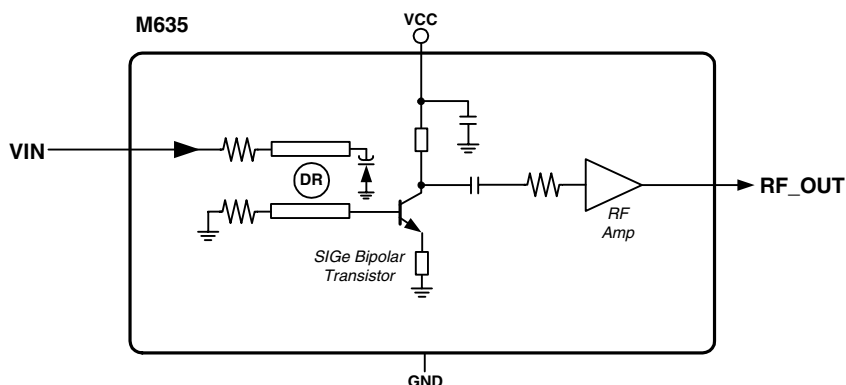 M635
VCC
VIN
DR
RF_OUT
RF
Amp
SIGe Bipolar
Transistor
GND